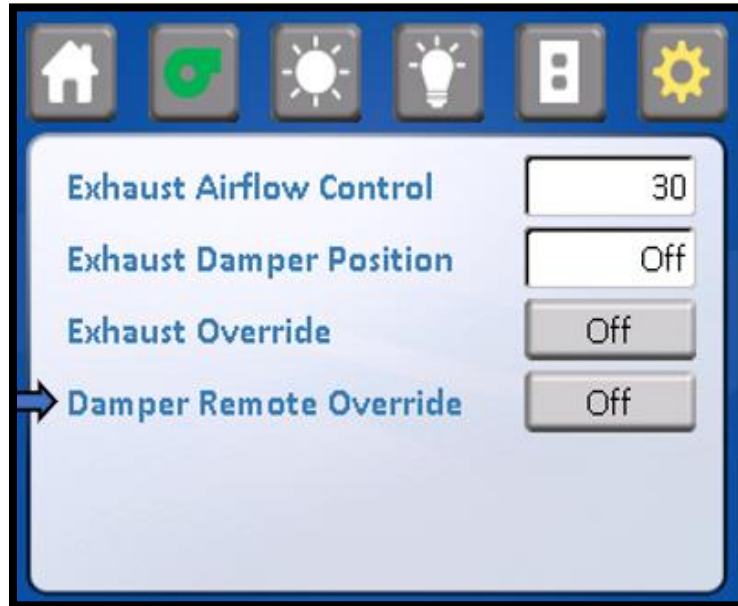 Exhaust Airflow Control 30
Exhaust Damper Position Off
Exhaust Override Off
Damper Remote Override Off